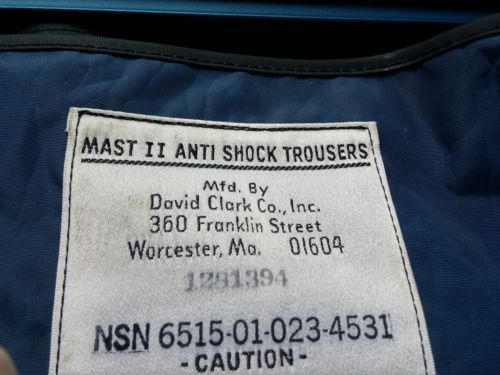 MAST II ANTI SHOCK TROUSERS
Mfd. By
David Clark Co., Inc.
360 Franklin Street
Worcester, Ma. 01604
1291394
NSN 6515-01-023-4531
- CAUTION -